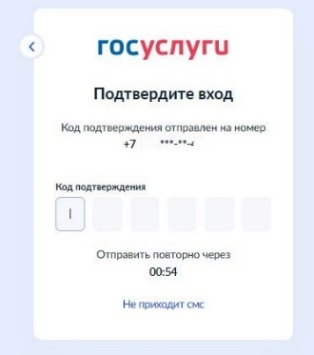 госуслуги
Подтвердите вход
Код подтверждения отправлен на номер
+7 ***-**-
Код подтверждения
Отправить повторно через
00:54
Не приходит смс